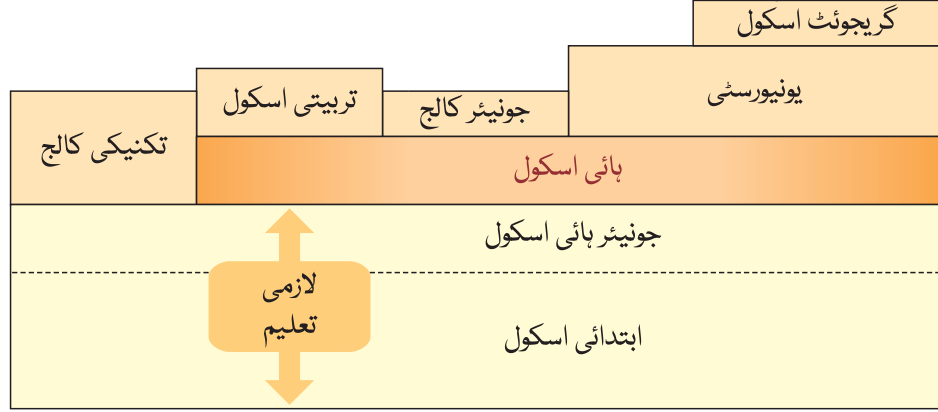 گریجوئٹ اسکول
یونیورسٹی
جونیئر کالج
تربیتی اسکول
تکنیکی کالج
ہائی اسکول
جونیئر ہائی اسکول
لازمی
تعلیم
ابتدائی اسکول